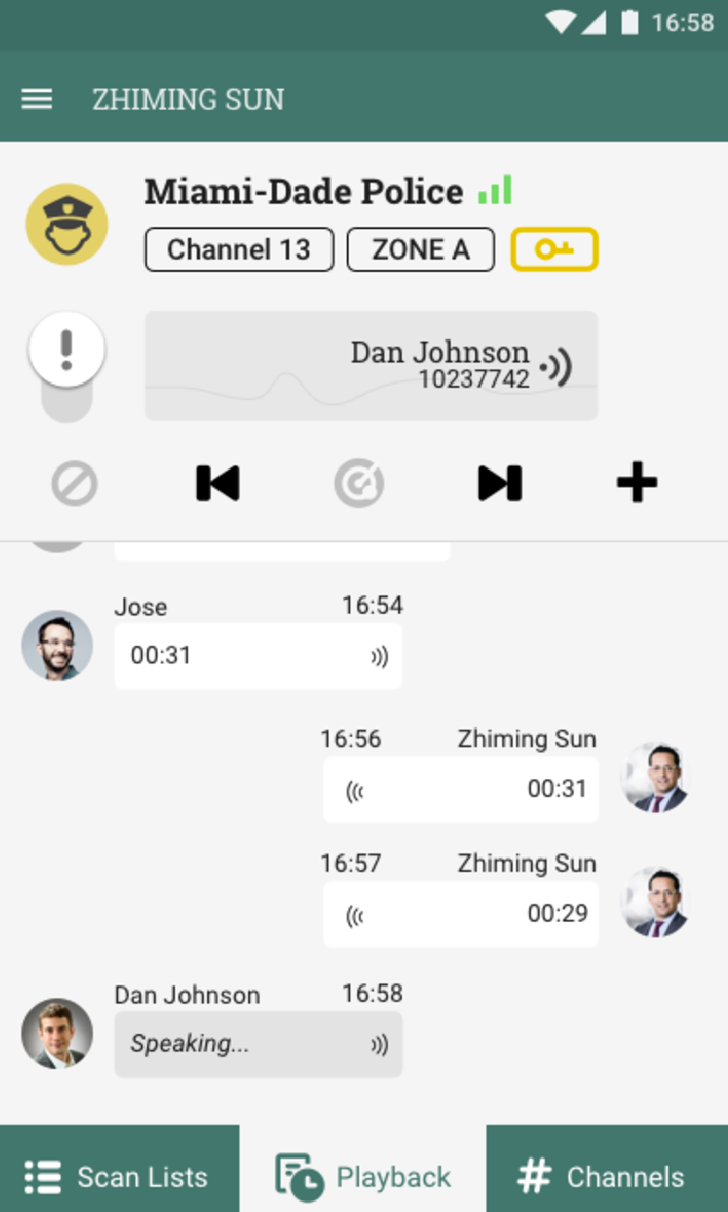 16:58
ZHIMING SUN
Miami-Dade Police
Channel 13 ZONE A
Dan Johnson
10237742
Jose 16:54
00:31
16:56 Zhiming Sun
00:31
16:57 Zhiming Sun
00:29
Dan Johnson 16:58
Speaking...
Scan Lists Playback # Channels